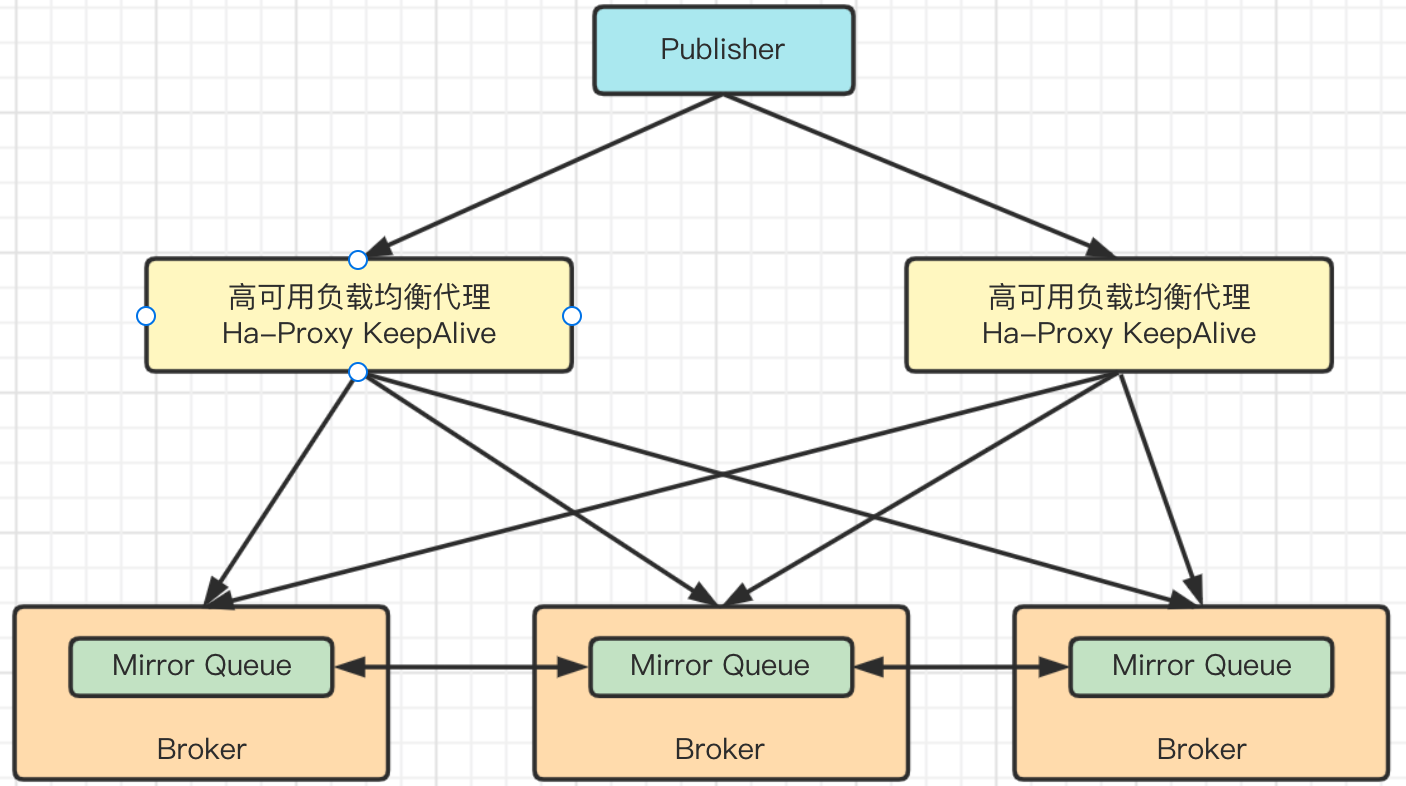 Publisher
高可用负载均衡代理
Ha-Proxy KeepAlive
高可用负载均衡代理
Ha-Proxy KeepAlive
Mirror Queue
Mirror Queue
Mirror Queue
Broker
Broker
Broker